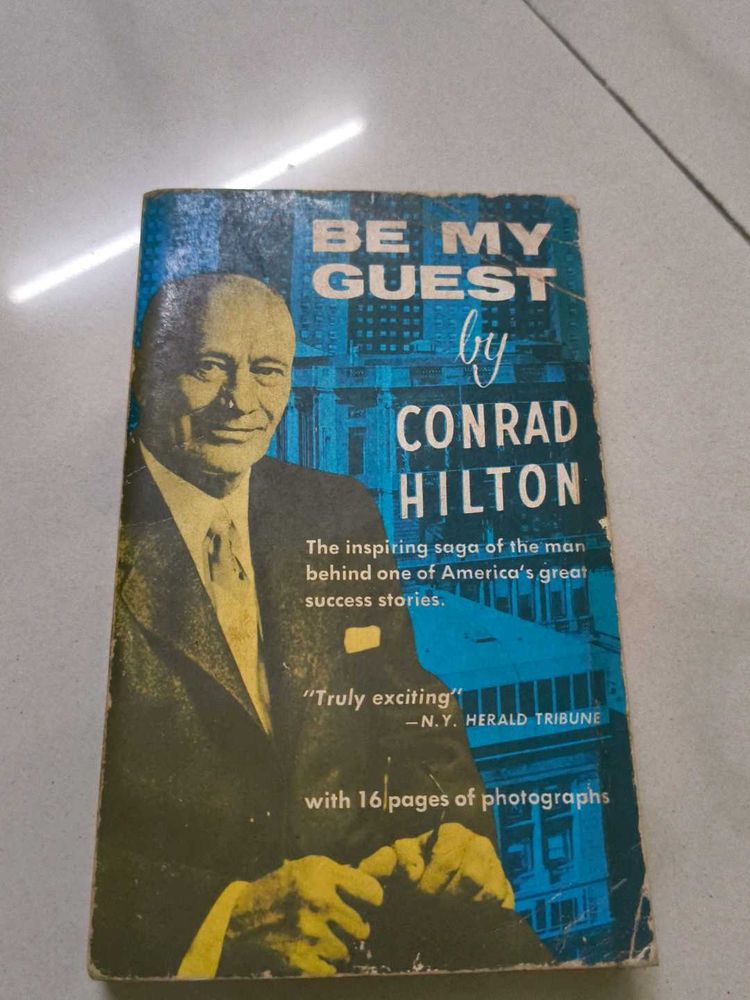 BE MY
GUEST
by
CONRAD
HILTON
The inspiring saga of the man
behind one of America's great
success stories.
"Truly exciting"
—N.Y. HERALD TRIBUNE
with 16 pages of photographs